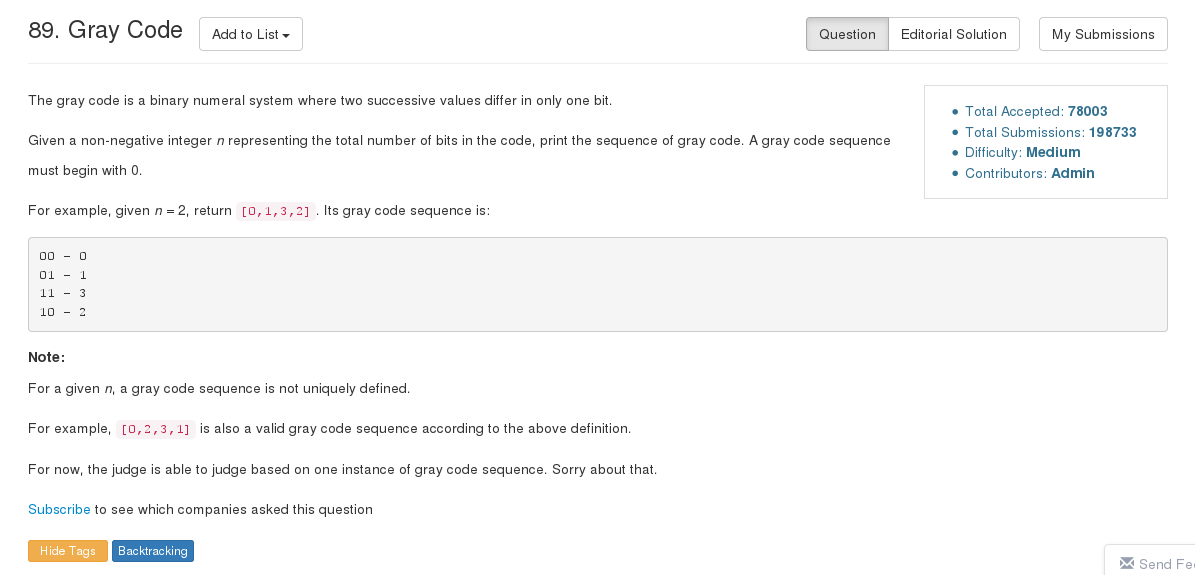 89. Gray Code
Add to List
Question
Editorial Solution
My Submissions
The gray code is a binary numeral system where two successive values differ in only one bit.
Given a non-negative integer n representing the total number of bits in the code, print the sequence of gray code. A gray code sequence
must begin with 0.
For example, given n = 2, return [0,1,3,2]. Its gray code sequence is:
Total Accepted: 78003
Total Submissions: 198733
Difficulty: Medium
Contributors: Admin
00 - 0
01 - 1
11 - 3
10 - 2
Note:
For a given n, a gray code sequence is not uniquely defined.
For example, [0,2,3,1] is also a valid gray code sequence according to the above definition.
For now, the judge is able to judge based on one instance of gray code sequence. Sorry about that.
Subscribe to see which companies asked this question
Hide Tags
Backtracking
Send Fee